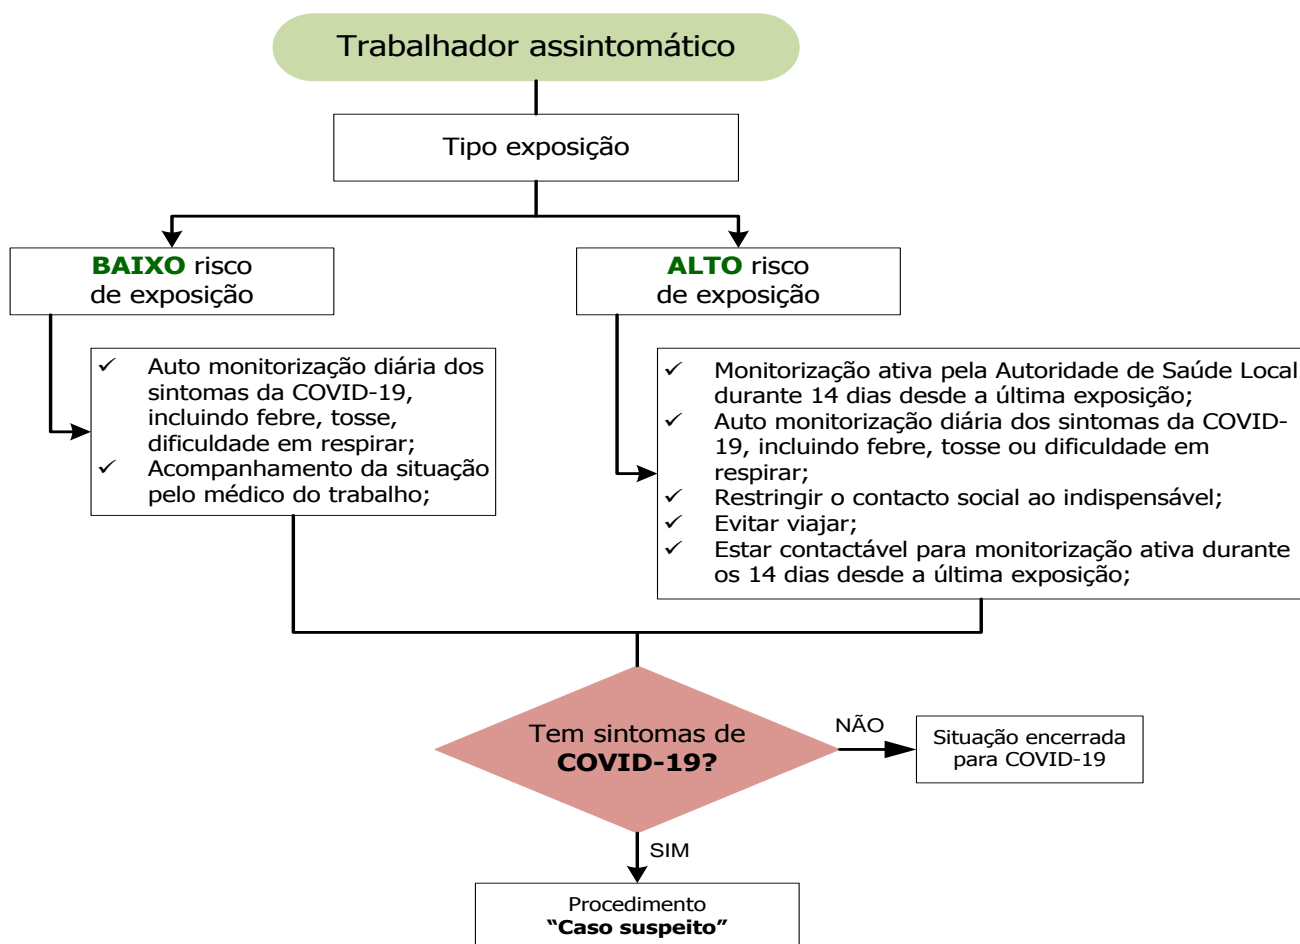 Trabalhador assintomático
Tipo exposição
BAIXO risco
de exposição
ALTO risco
de exposição
✓ Auto monitorização diária dos
sintomas da COVID-19,
incluindo febre, tosse,
dificuldade em respirar;
✓ Acompanhamento da situação
pelo médico do trabalho;
✓ Monitorização ativa pela Autoridade de Saúde Local
durante 14 dias desde a última exposição;
✓ Auto monitorização diária dos sintomas da COVID-
19, incluindo febre, tosse ou dificuldade em
respirar;
✓ Restringir o contacto social ao indispensável;
✓ Evitar viajar;
✓ Estar contactável para monitorização ativa durante
os 14 dias desde a última exposição;
Tem sintomas de
COVID-19?
NÃO
Situação encerrada
para COVID-19
SIM
Procedimento
“Caso suspeito”